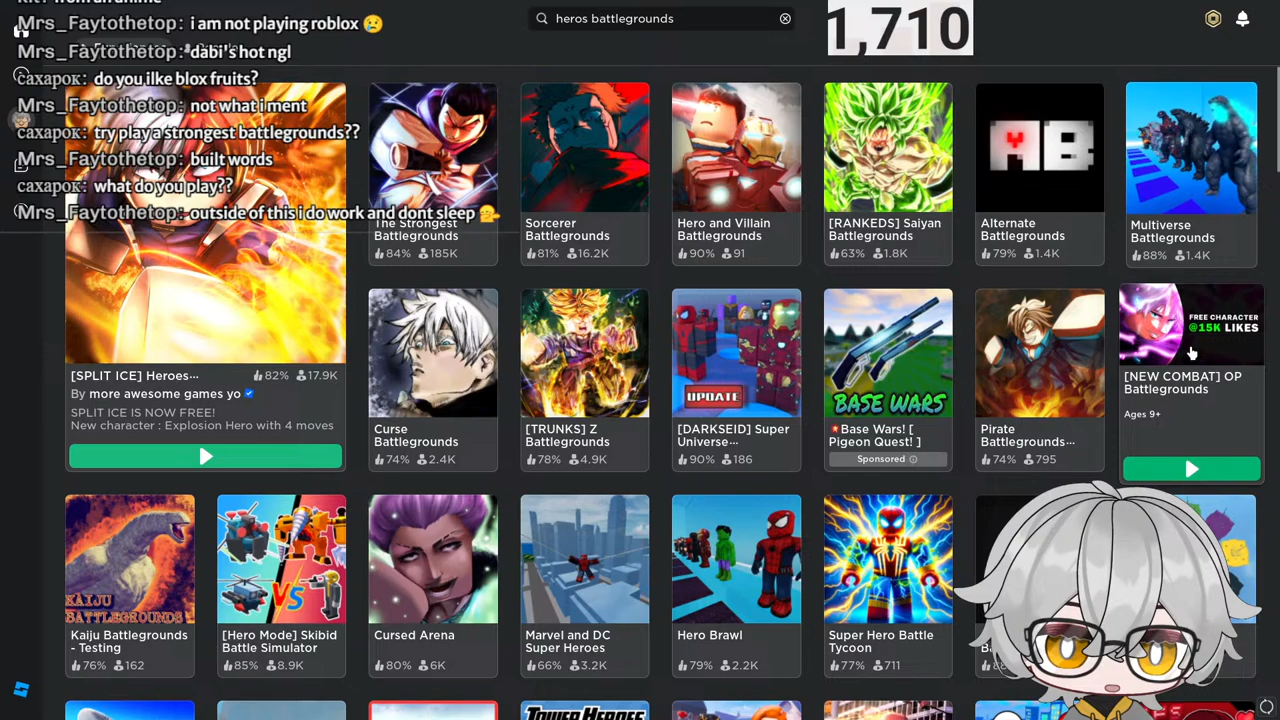 from an anime
Mrs_Faytothetop: i am not playing roblox 😢
Mrs_Faytothetop: dabi's hot ngl
сахарок: do you ilke blox fruits?
Mrs_Faytothetop: not what i ment
сахарок: try play a strongest battlegrounds??
Mrs_Faytothetop: built words
сахарок: what do you play??
Mrs_Faytothetop: outside of this i do work and dont sleep
heros battlegrounds
1,710
[SPLIT ICE] Heroes...
82% 17.9K
By more awesome games yo
SPLIT ICE IS NOW FREE!
New character : Explosion Hero with 4 moves
The Strongest
Battlegrounds
84% 185K
Sorcerer
Battlegrounds
81% 16.2K
Hero and Villain
Battlegrounds
90% 91
[RANKEDS] Saiyan
Battlegrounds
63% 1.8K
AB
Alternate
Battlegrounds
79% 1.4K
Multiverse
Battlegrounds
88% 1.4K
Curse
Battlegrounds
74% 2.4K
[TRUNKS] Z
Battlegrounds
78% 4.9K
UPDATE
[DARKSEID] Super
Universe...
90% 186
BASE WARS
💥Base Wars! [
Pigeon Quest! ]
Sponsored
Pirate
Battlegrounds...
74% 795
FREE CHARACTER
@15K LIKES
[NEW COMBAT] OP
Battlegrounds
Ages 9+
KAIJU
BATTLEGROUNDS
Kaiju Battlegrounds
- Testing
76% 162
VS
[Hero Mode] Skibid
Battle Simulator
85% 8.9K
Cursed Arena
80% 6K
Marvel and DC
Super Heroes
66% 3.2K
Hero Brawl
79% 2.2K
Super Hero Battle
Tycoon
77% 711
TOWER HEROES